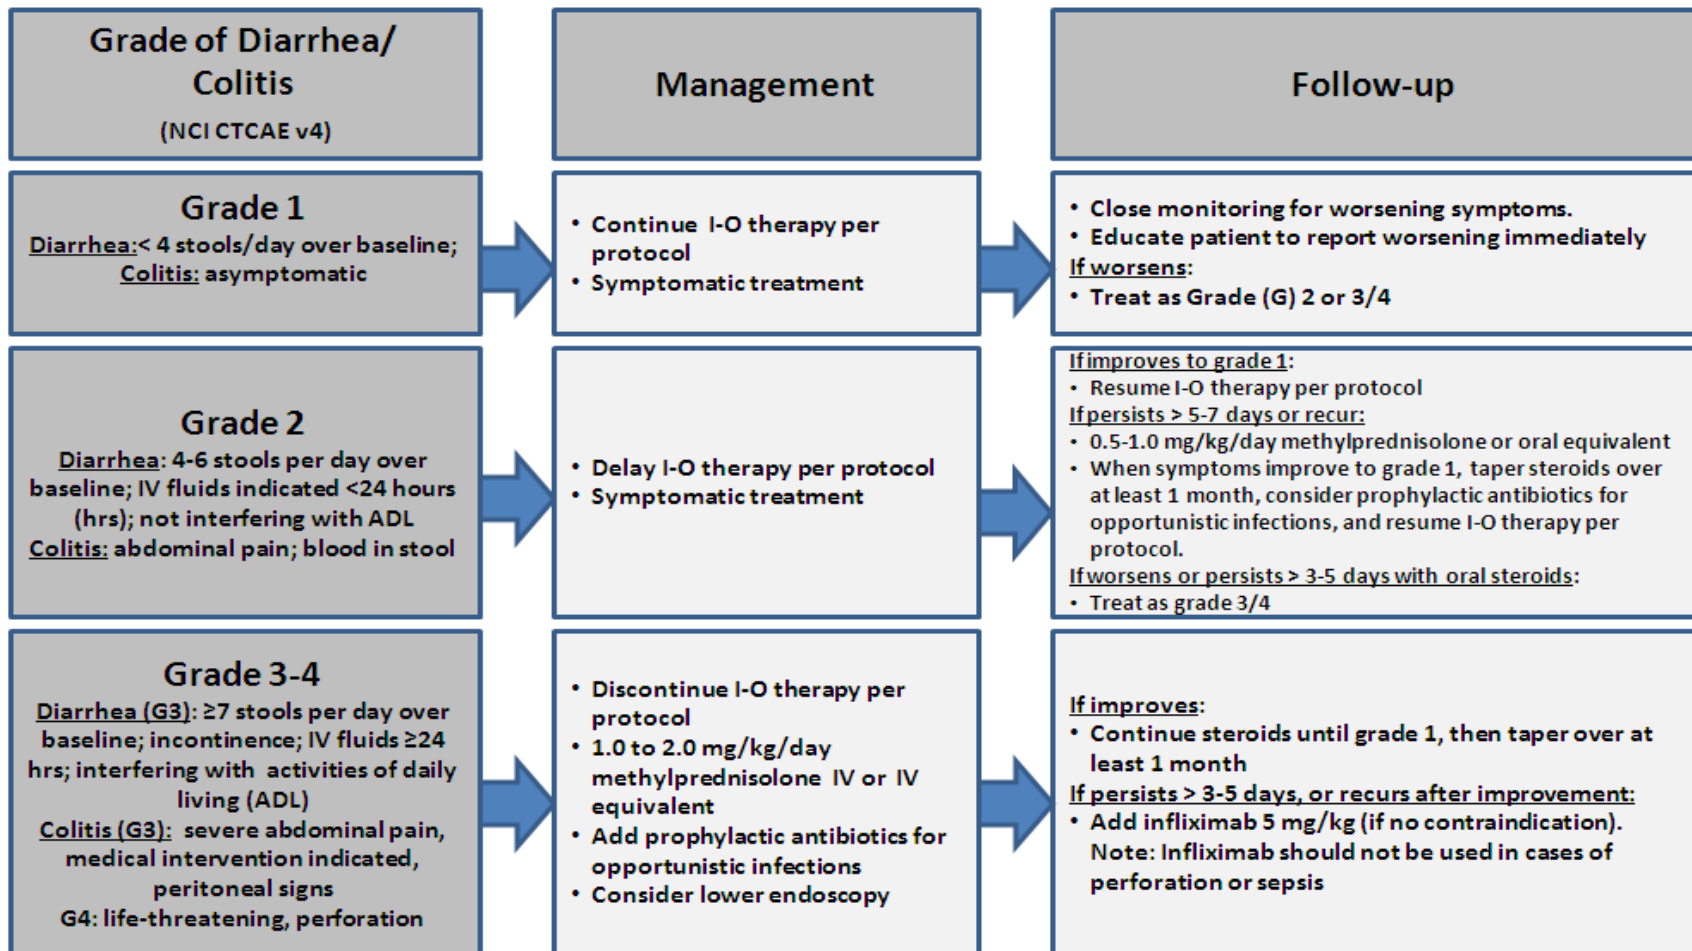 Grade of Diarrhea/
Colitis
(NCI CTCAE v4)
Management
Follow-up
Grade 1
Diarrhea:< 4 stools/day over baseline;
Colitis: asymptomatic
• Continue I-O therapy per
protocol
• Symptomatic treatment
• Close monitoring for worsening symptoms.
• Educate patient to report worsening immediately
If worsens:
• Treat as Grade (G) 2 or 3/4
Grade 2
Diarrhea: 4-6 stools per day over
baseline; IV fluids indicated <24 hours
(hrs); not interfering with ADL
Colitis: abdominal pain; blood in stool
• Delay I-O therapy per protocol
• Symptomatic treatment
If improves to grade 1:
• Resume I-O therapy per protocol
If persists > 5-7 days or recur:
• 0.5-1.0 mg/kg/day methylprednisolone or oral equivalent
• When symptoms improve to grade 1, taper steroids over
at least 1 month, consider prophylactic antibiotics for
opportunistic infections, and resume I-O therapy per
protocol.
If worsens or persists > 3-5 days with oral steroids:
• Treat as grade 3/4
Grade 3-4
Diarrhea (G3): ≥7 stools per day over
baseline; incontinence; IV fluids ≥24
hrs; interfering with activities of daily
living (ADL)
Colitis (G3): severe abdominal pain,
medical intervention indicated,
peritoneal signs
G4: life-threatening, perforation
• Discontinue I-O therapy per
protocol
• 1.0 to 2.0 mg/kg/day
methylprednisolone IV or IV
equivalent
• Add prophylactic antibiotics for
opportunistic infections
• Consider lower endoscopy
If improves:
• Continue steroids until grade 1, then taper over at
least 1 month
If persists > 3-5 days, or recurs after improvement:
• Add infliximab 5 mg/kg (if no contraindication).
Note: Infliximab should not be used in cases of
perforation or sepsis